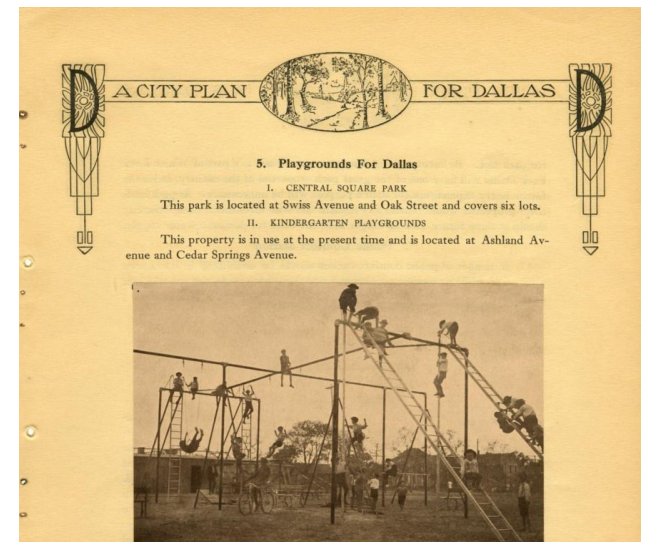 A CITY PLAN FOR DALLAS
5. Playgrounds For Dallas
I. CENTRAL SQUARE PARK
This park is located at Swiss Avenue and Oak Street and covers six lots.
II. KINDERGARTEN PLAYGROUNDS
This property is in use at the present time and is located at Ashland Av-
enue and Cedar Springs Avenue.